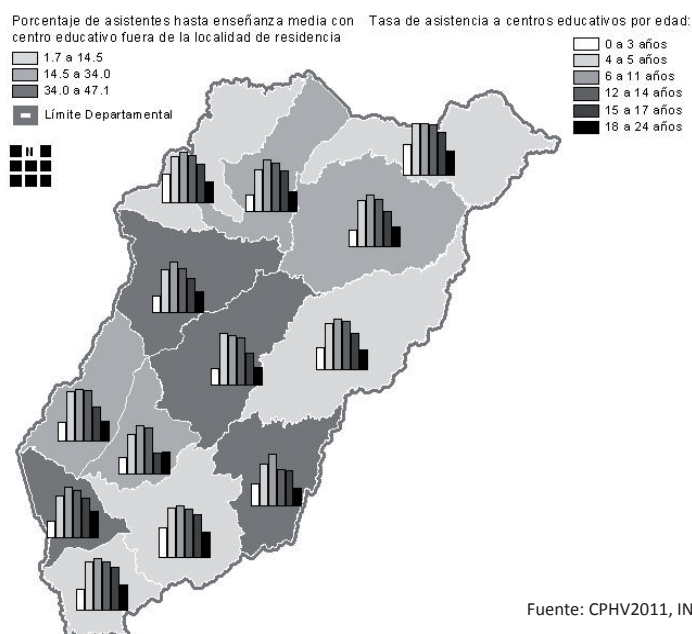 Porcentaje de asistentes hasta enseñanza media con
centro educativo fuera de la localidad de residencia
1.7 a 14.5
14.5 a 34.0
34.0 a 47.1
Límite Departamental
N
Tasa de asistencia a centros educativos por edad:
0 a 3 años
4 a 5 años
6 a 11 años
12 a 14 años
15 a 17 años
18 a 24 años
Fuente: CPHV2011, IN